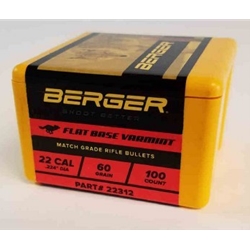 BERGER
SHOOT BETTER
FLAT BASE VARMINT
MATCH GRADE RIFLE BULLETS
22 CAL 60 100
.224" DIA GRAIN COUNT
PART# 22312